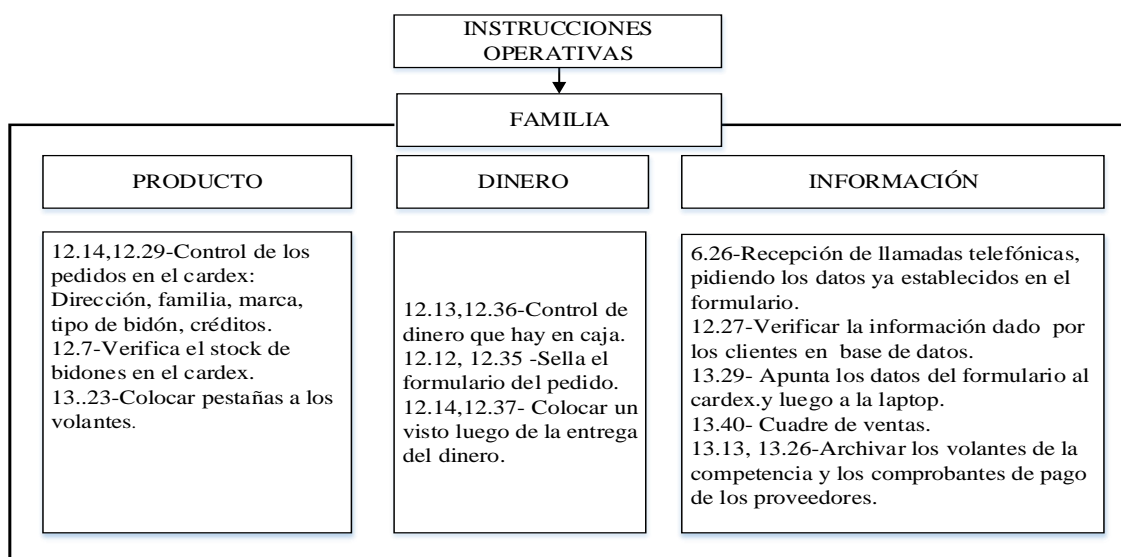 INSTRUCCIONES
OPERATIVAS
FAMILIA
PRODUCTO
12.14,12.29-Control de los
pedidos en el cardex:
Dirección, familia, marca,
tipo de bidón, créditos.
12.7-Verifica el stock de
bidones en el cardex.
13..23-Colocar pestañas a los
volantes.
DINERO
12.13,12.36-Control de
dinero que hay en caja.
12.12, 12.35 -Sella el
formulario del pedido.
12.14,12.37- Colocar un
visto luego de la entrega
del dinero.
INFORMACIÓN
6.26-Recepción de llamadas telefónicas,
pidiendo los datos ya establecidos en el
formulario.
12.27-Verificar la información dado por
los clientes en base de datos.
13.29- Apunta los datos del formulario al
cardex.y luego a la laptop.
13.40- Cuadre de ventas.
13.13, 13.26-Archivar los volantes de la
competencia y los comprobantes de pago
de los proveedores.